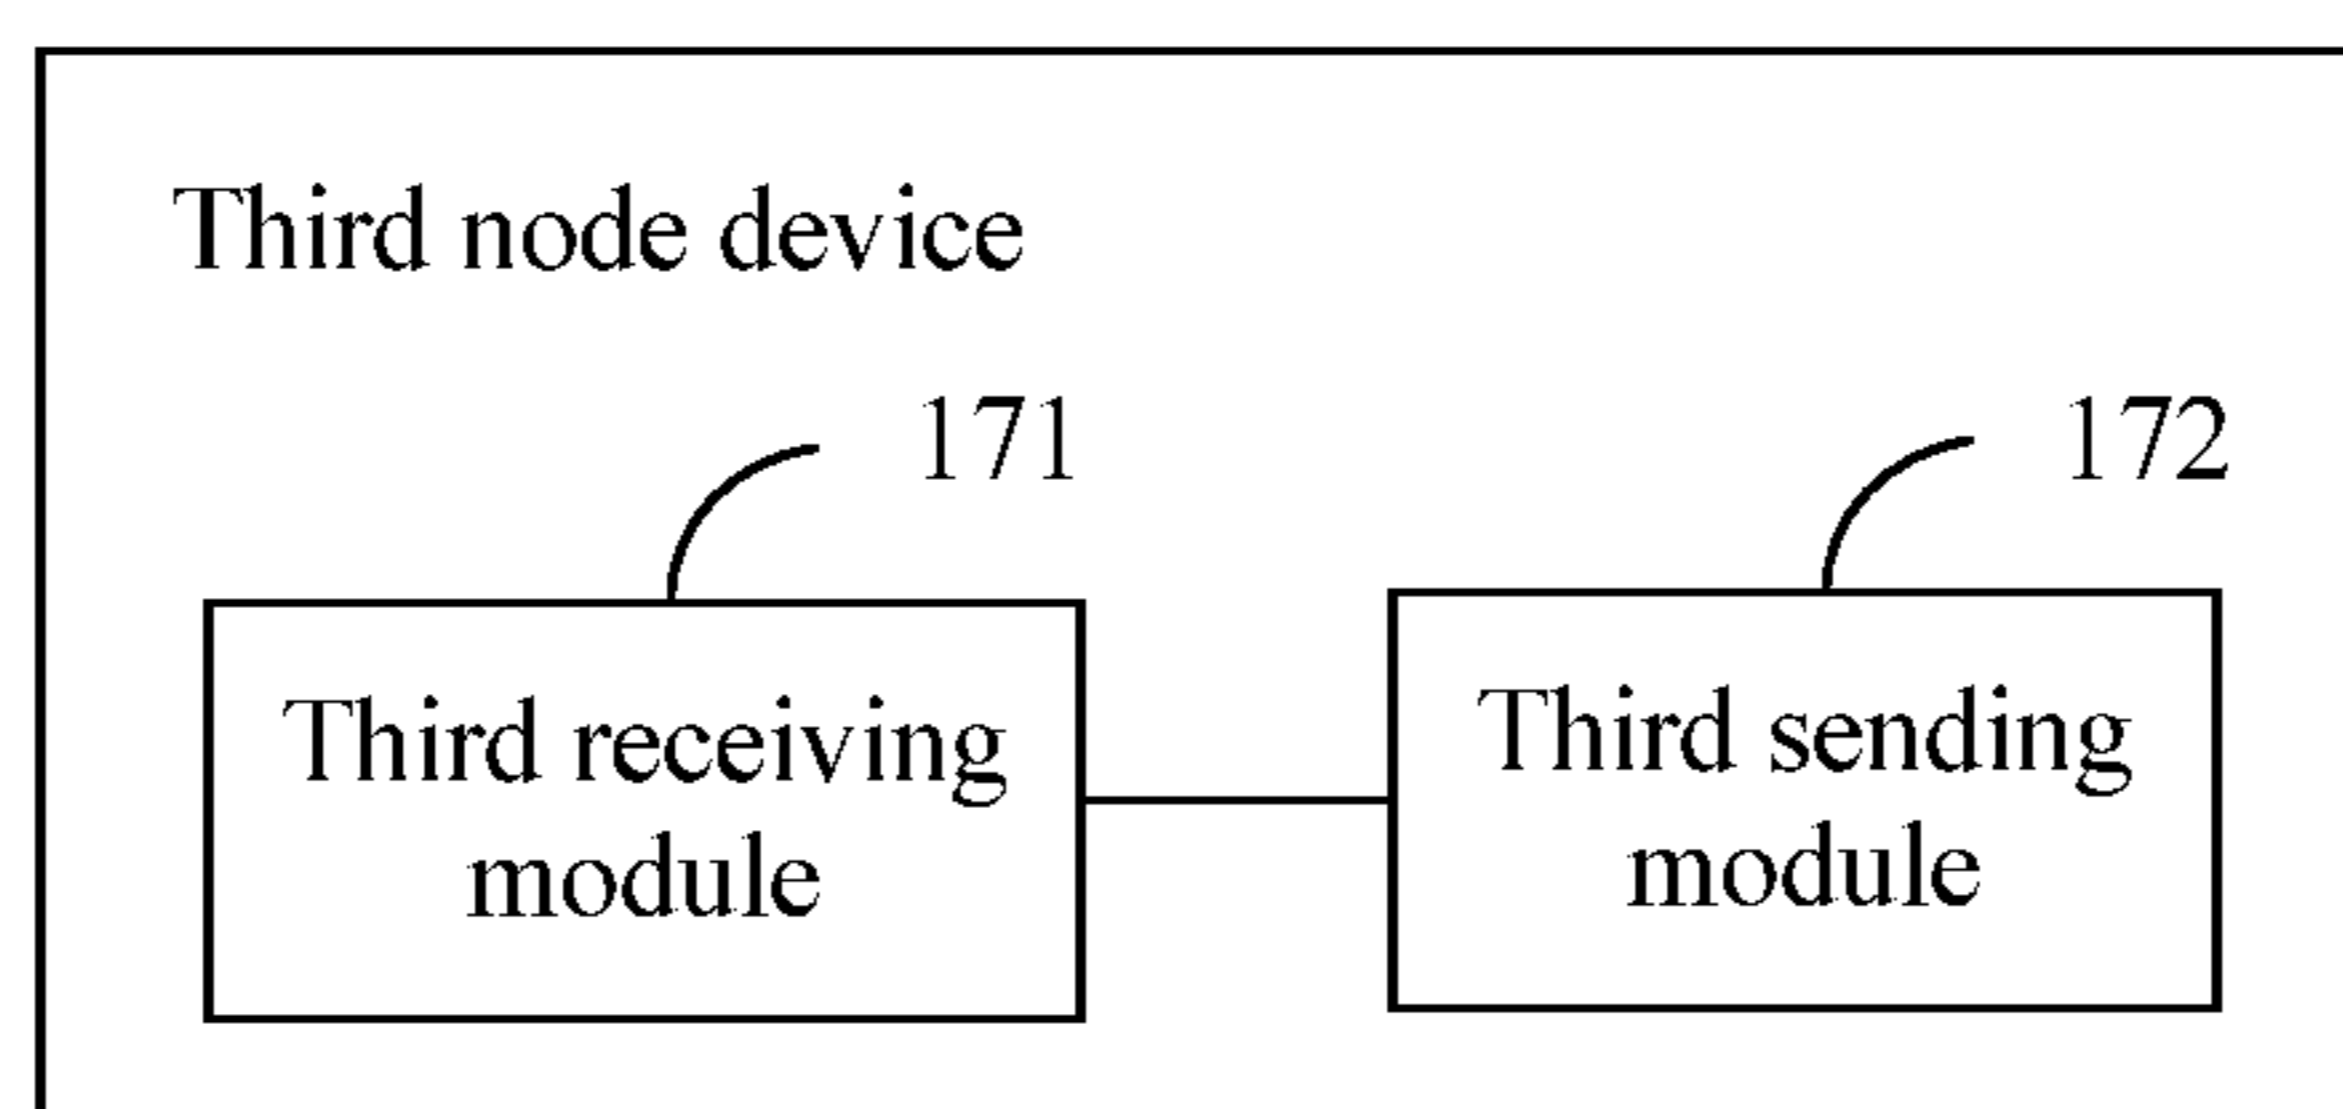 Third node device
171
172
Third receiving
module
Third sending
module